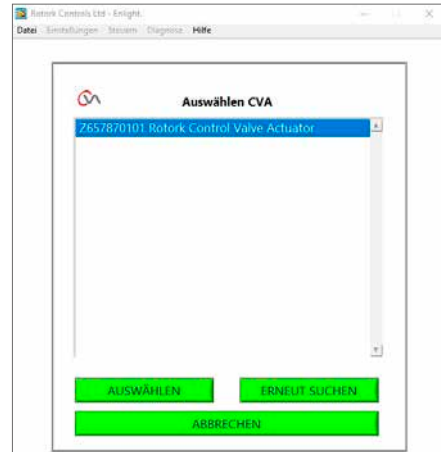 Rotork Controls Ltd - Enlight.
Datei Einstellungen Steuern Diagnose Hilfe
Auswählen CVA
Z657870101 Rotork Control Valve Actuator
AUSWÄHLEN ERNEUT SUCHEN
ABBRECHEN